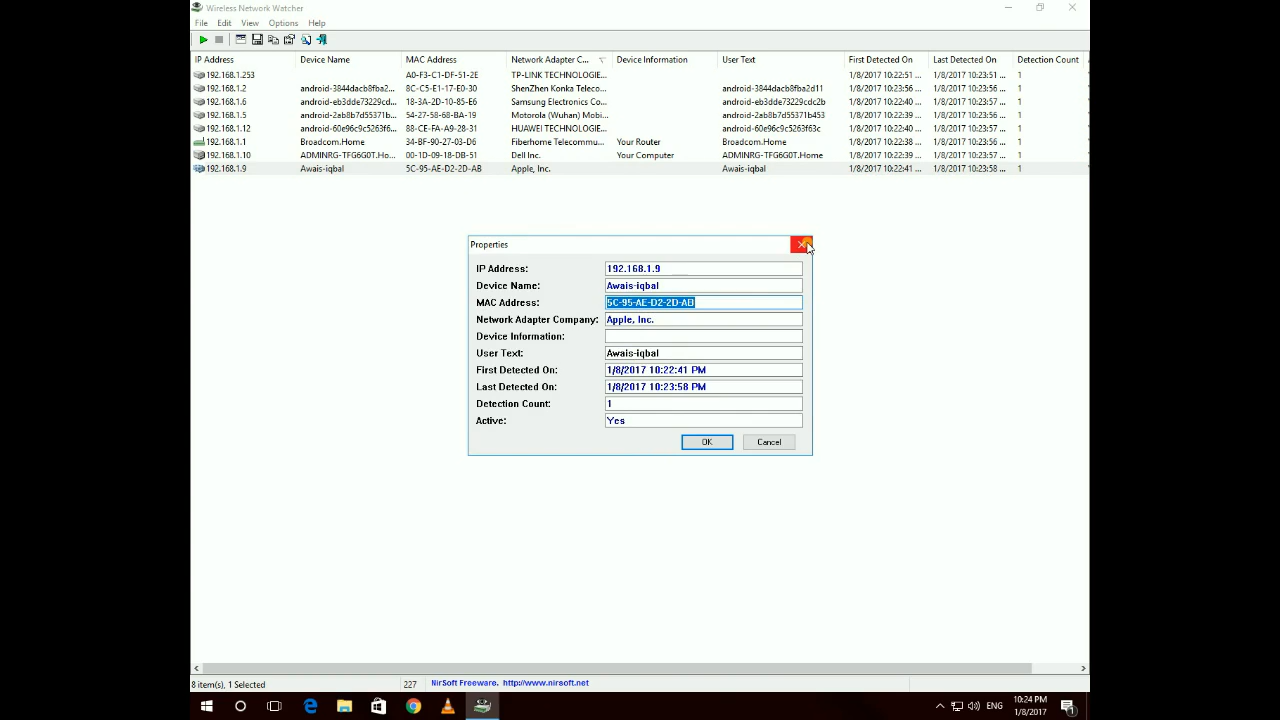 Wireless Network Watcher
File Edit View Options Help
IP Address Device Name MAC Address Network Adapter C... Device Information User Text First Detected On Last Detected On Detection Count
192.168.1.253 A0-F3-C1-DF-51-2E TP-LINK TECHNOLOGIE... 1/8/2017 10:22:51 ... 1/8/2017 10:23:51 ... 1
192.168.1.2 android-3844dacb8fba2... 8C-C5-E1-17-E0-30 ShenZhen Konka Teleco... android-3844dacb8fba2d11 1/8/2017 10:23:56 ... 1/8/2017 10:23:56 ... 1
192.168.1.6 android-eb3dde73229cd... 18-3A-2D-10-85-E6 Samsung Electronics Co... android-eb3dde73229cdc2b 1/8/2017 10:22:40 ... 1/8/2017 10:23:56 ... 1
192.168.1.5 android-2ab8b7d55371b... 54-27-58-68-BA-19 Motorola (Wuhan) Mobi... android-2ab8b7d55371b453 1/8/2017 10:22:39 ... 1/8/2017 10:23:56 ... 1
192.168.1.12 android-60e96c9c5263f6... 88-CE-FA-A9-28-31 HUAWEI TECHNOLOGIE... android-60e96c9c5263f63c 1/8/2017 10:22:40 ... 1/8/2017 10:23:57 ... 1
192.168.1.1 Broadcom.Home 34-BF-90-27-03-D6 Fiberhome Telecommu... Your Router Broadcom.Home 1/8/2017 10:22:38 ... 1/8/2017 10:23:56 ... 1
192.168.1.10 ADMINRG-TFG6G0T.Ho... 00-1D-09-18-DB-51 Dell Inc. Your Computer ADMINRG-TFG6G0T.Home 1/8/2017 10:22:39 ... 1/8/2017 10:23:57 ... 1
192.168.1.9 Awais-iqbal 5C-95-AE-D2-2D-AB Apple, Inc. Awais-iqbal 1/8/2017 10:22:41 ... 1/8/2017 10:23:58 ... 1
Properties
IP Address: 192.168.1.9
Device Name: Awais-iqbal
MAC Address: 5C-95-AE-D2-2D-AB
Network Adapter Company: Apple, Inc.
Device Information:
User Text: Awais-iqbal
First Detected On: 1/8/2017 10:22:41 PM
Last Detected On: 1/8/2017 10:23:58 PM
Detection Count: 1
Active: Yes
OK Cancel
8 item(s), 1 Selected 227 NirSoft Freeware. http://www.nirsoft.net
ENG 10:24 PM
1/8/2017 1